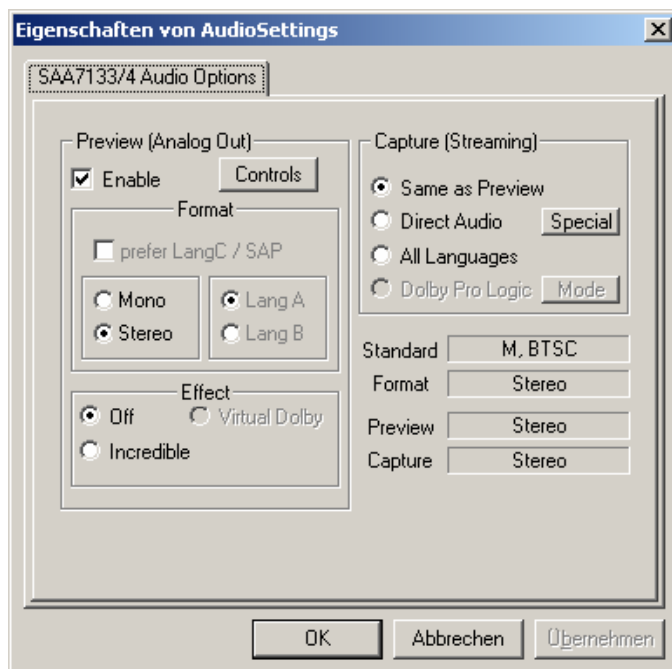 Eigenschaften von AudioSettings
SAA7133/4 Audio Options
Preview (Analog Out)
Enable
Controls
Format
prefer LangC / SAP
Mono
Stereo
Lang A
Lang B
Effect
Off
Virtual Dolby
Incredible
Capture (Streaming)
Same as Preview
Direct Audio
Special
All Languages
Dolby Pro Logic
Mode
Standard M, BTSC
Format Stereo
Preview Stereo
Capture Stereo
OK
Abbrechen
Übernehmen